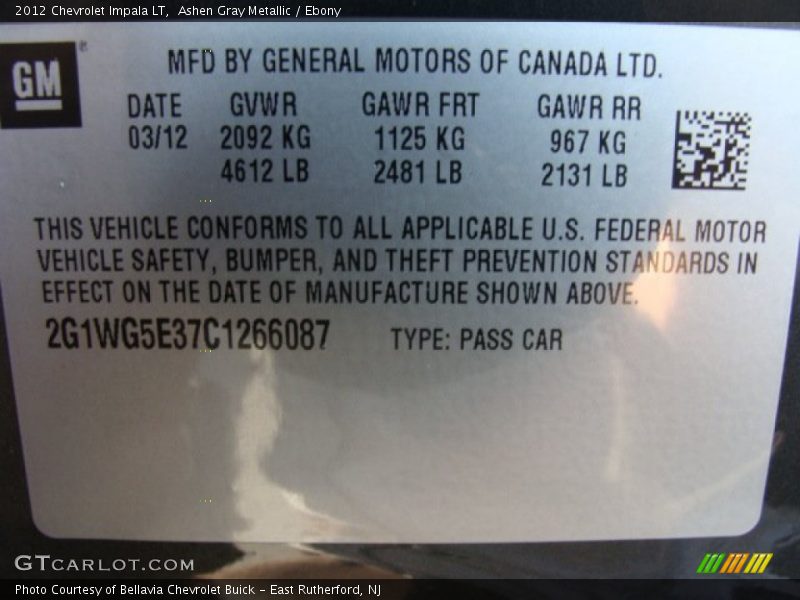 2012 Chevrolet Impala LT,  Ashen Gray Metallic / Ebony
GM®
MFD BY GENERAL MOTORS OF CANADA LTD.
DATE GVWR GAWR FRT GAWR RR
03/12 2092 KG 1125 KG 967 KG
4612 LB 2481 LB 2131 LB
THIS VEHICLE CONFORMS TO ALL APPLICABLE U.S. FEDERAL MOTOR
VEHICLE SAFETY, BUMPER, AND THEFT PREVENTION STANDARDS IN
EFFECT ON THE DATE OF MANUFACTURE SHOWN ABOVE.
2G1WG5E37C1266087 TYPE: PASS CAR
GTCARLOT.COM
Photo Courtesy of Bellavia Chevrolet Buick – East Rutherford, NJ